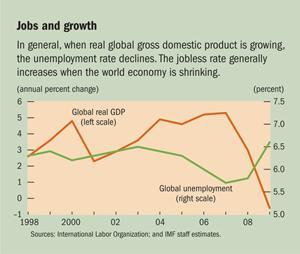 Jobs and growth
In general, when real global gross domestic product is growing,
the unemployment rate declines. The jobless rate generally
increases when the world economy is shrinking.
(annual percent change) (percent)
6 7.5
5 7.0
4
3 6.5
2 6.0
1
0 5.5
–1 5.0
Global real GDP
(left scale)
Global unemployment
(right scale)
1998 2000 02 04 06 08
Sources: International Labor Organization; and IMF staff estimates.